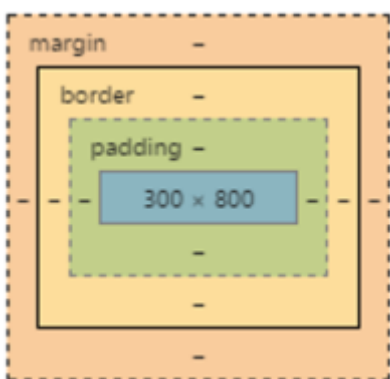 margin –
border –
padding –
– – – 300 × 800 – – –
–
–
–